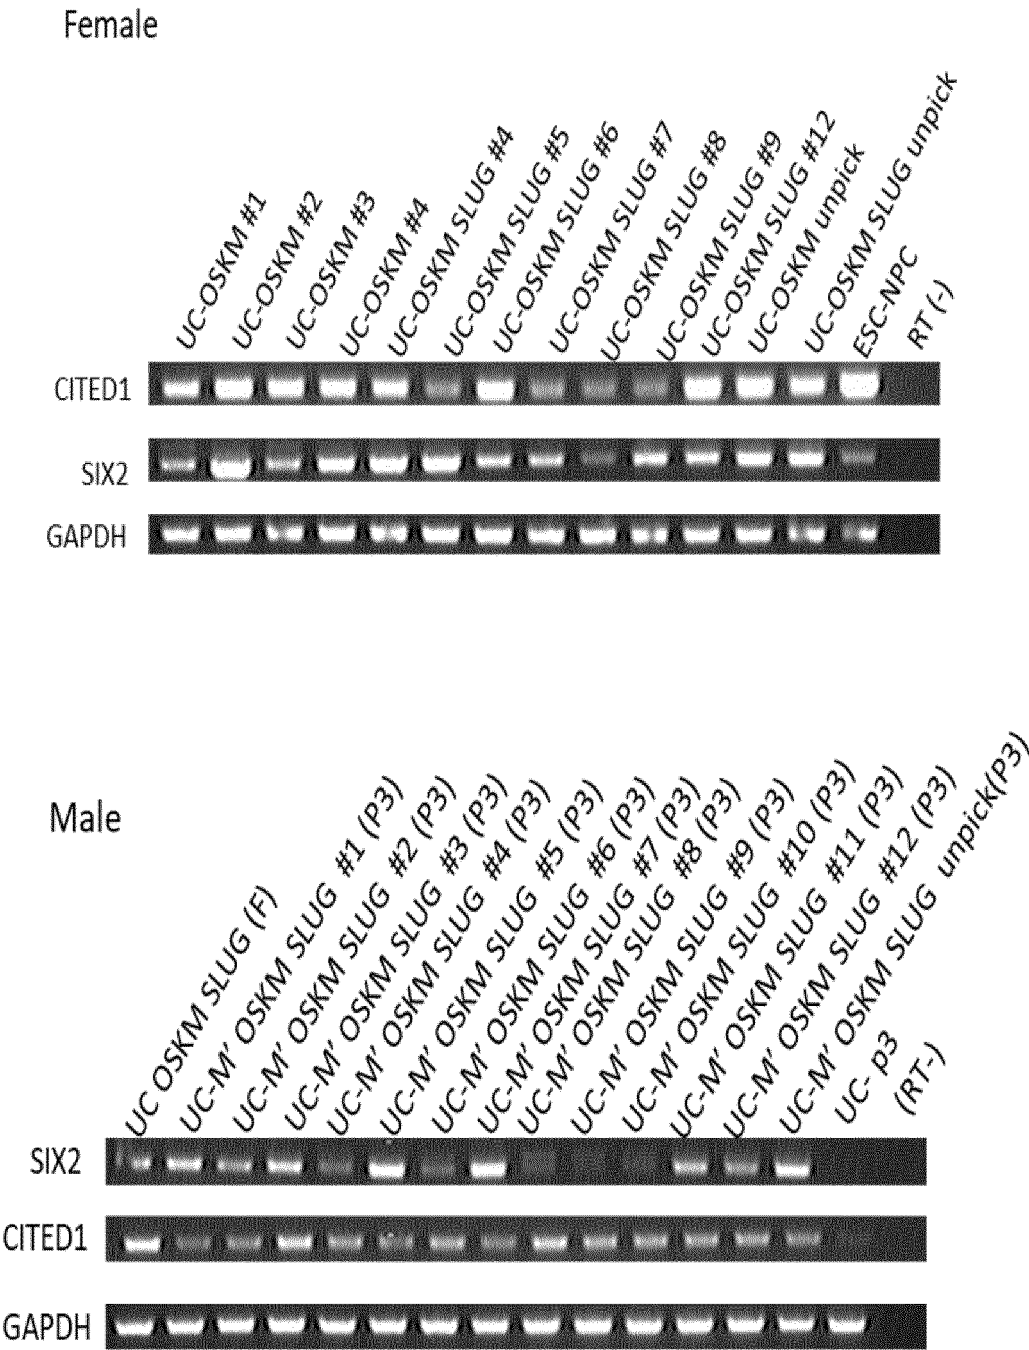 Female
UC-OSKM #1
UC-OSKM #2
UC-OSKM #3
UC-OSKM #4
UC-OSKM SLUG #4
UC-OSKM SLUG #5
UC-OSKM SLUG #6
UC-OSKM SLUG #7
UC-OSKM SLUG #8
UC-OSKM SLUG #9
UC-OSKM SLUG #12
UC-OSKM unpick
UC-OSKM SLUG unpick
ESC-NPC
RT (-)
CITED1
SIX2
GAPDH
Male
UC OSKM SLUG (F)
UC-M' OSKM SLUG #1 (P3)
UC-M' OSKM SLUG #2 (P3)
UC-M' OSKM SLUG #3 (P3)
UC-M' OSKM SLUG #4 (P3)
UC-M' OSKM SLUG #5 (P3)
UC-M' OSKM SLUG #6 (P3)
UC-M' OSKM SLUG #7 (P3)
UC-M' OSKM SLUG #8 (P3)
UC-M' OSKM SLUG #9 (P3)
UC-M' OSKM SLUG #10 (P3)
UC-M' OSKM SLUG #11 (P3)
UC-M' OSKM SLUG #12 (P3)
UC-M' OSKM SLUG unpick(P3)
UC- p3
(RT-)
SIX2
CITED1
GAPDH